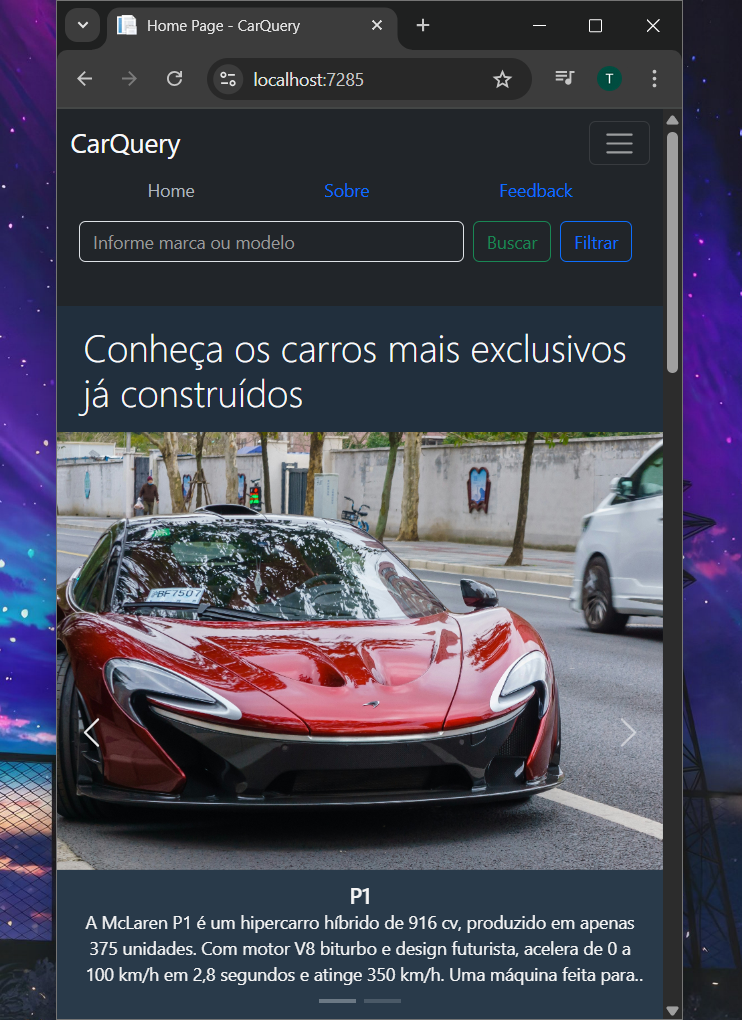 Home Page - CarQuery
localhost:7285
T
CarQuery
Home Sobre Feedback
Informe marca ou modelo Buscar Filtrar
Conheça os carros mais exclusivos
já construídos
BF7507
P1
A McLaren P1 é um hipercarro híbrido de 916 cv, produzido em apenas
375 unidades. Com motor V8 biturbo e design futurista, acelera de 0 a
100 km/h em 2,8 segundos e atinge 350 km/h. Uma máquina feita para..